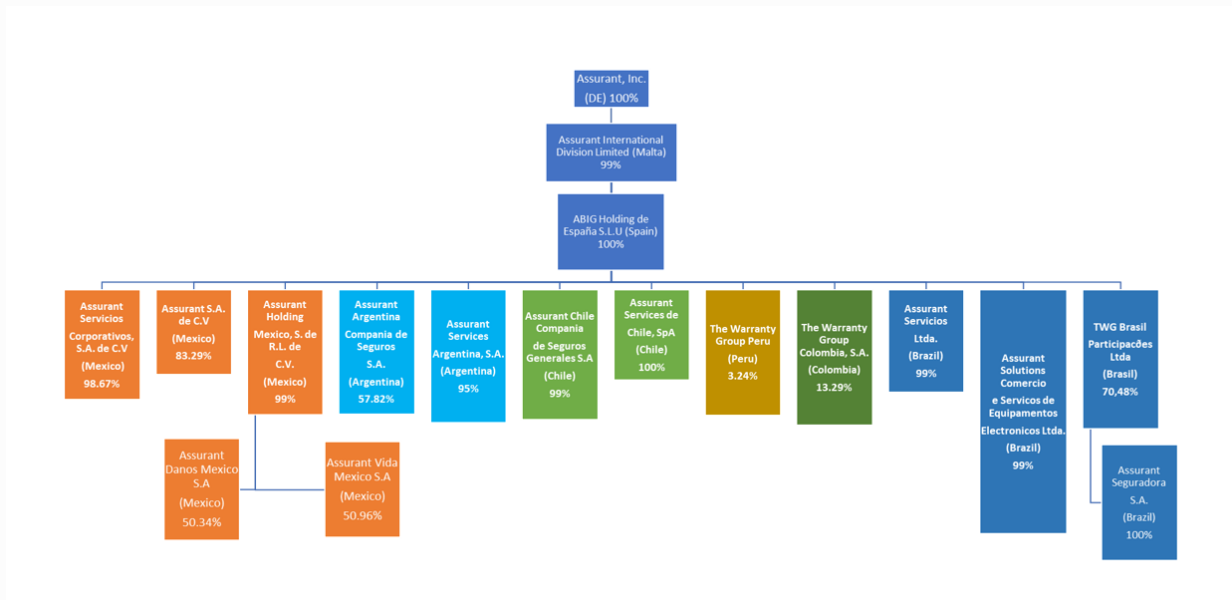 Assurant, Inc.
(DE) 100%
Assurant International
Division Limited (Malta)
99%
ABIG Holding de
España S.L.U (Spain)
100%
Assurant
Servicios
Corporativos,
S.A. de C.V
(Mexico)
98.67%
Assurant S.A.
de C.V
(Mexico)
83.29%
Assurant
Holding
Mexico, S. de
R.L. de
C.V.
(Mexico)
99%
Assurant
Argentina
Compania de
Seguros
S.A.
(Argentina)
57.82%
Assurant
Services
Argentina, S.A.
(Argentina)
95%
Assurant Chile
Compania
de Seguros
Generales S.A
(Chile)
99%
Assurant
Services de
Chile, SpA
(Chile)
100%
The Warranty
Group Peru
(Peru)
3.24%
The Warranty
Group
Colombia, S.A.
(Colombia)
13.29%
Assurant
Servicios
Ltda.
(Brazil)
99%
Assurant
Solutions
Comercio
e Servicos de
Equipamentos
Electronicos Ltda.
(Brazil)
99%
TWG Brasil
Participacões
Ltda
(Brasil)
70,48%
Assurant
Danos Mexico
S.A
(Mexico)
50.34%
Assurant Vida
Mexico S.A
(Mexico)
50.96%
Assurant
Seguradora
S.A.
(Brazil)
100%